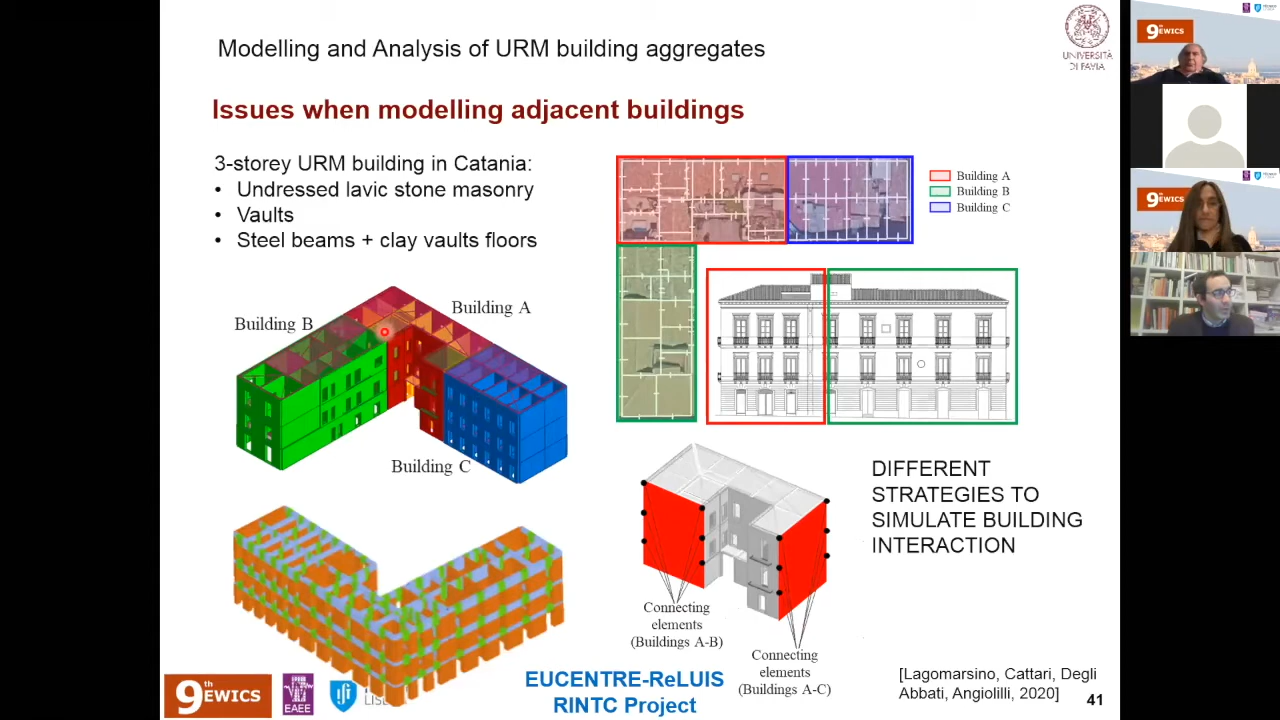 Modelling and Analysis of URM building aggregates
UNIVERSITÀ
DI PAVIA
Issues when modelling adjacent buildings
3-storey URM building in Catania:
• Undressed lavic stone masonry
• Vaults
• Steel beams + clay vaults floors
Building A
Building B
Building C
Building B
Building A
Building C
DIFFERENT
STRATEGIES TO
SIMULATE BUILDING
INTERACTION
Connecting
elements
(Buildings A-B)
Connecting
elements
(Buildings A-C)
EUCENTRE-ReLUIS
RINTC Project
[Lagomarsino, Cattari, Degli
Abbati, Angiolilli, 2020]
41
9th EWICS
EAEE
9th EWICS
9th EWICS